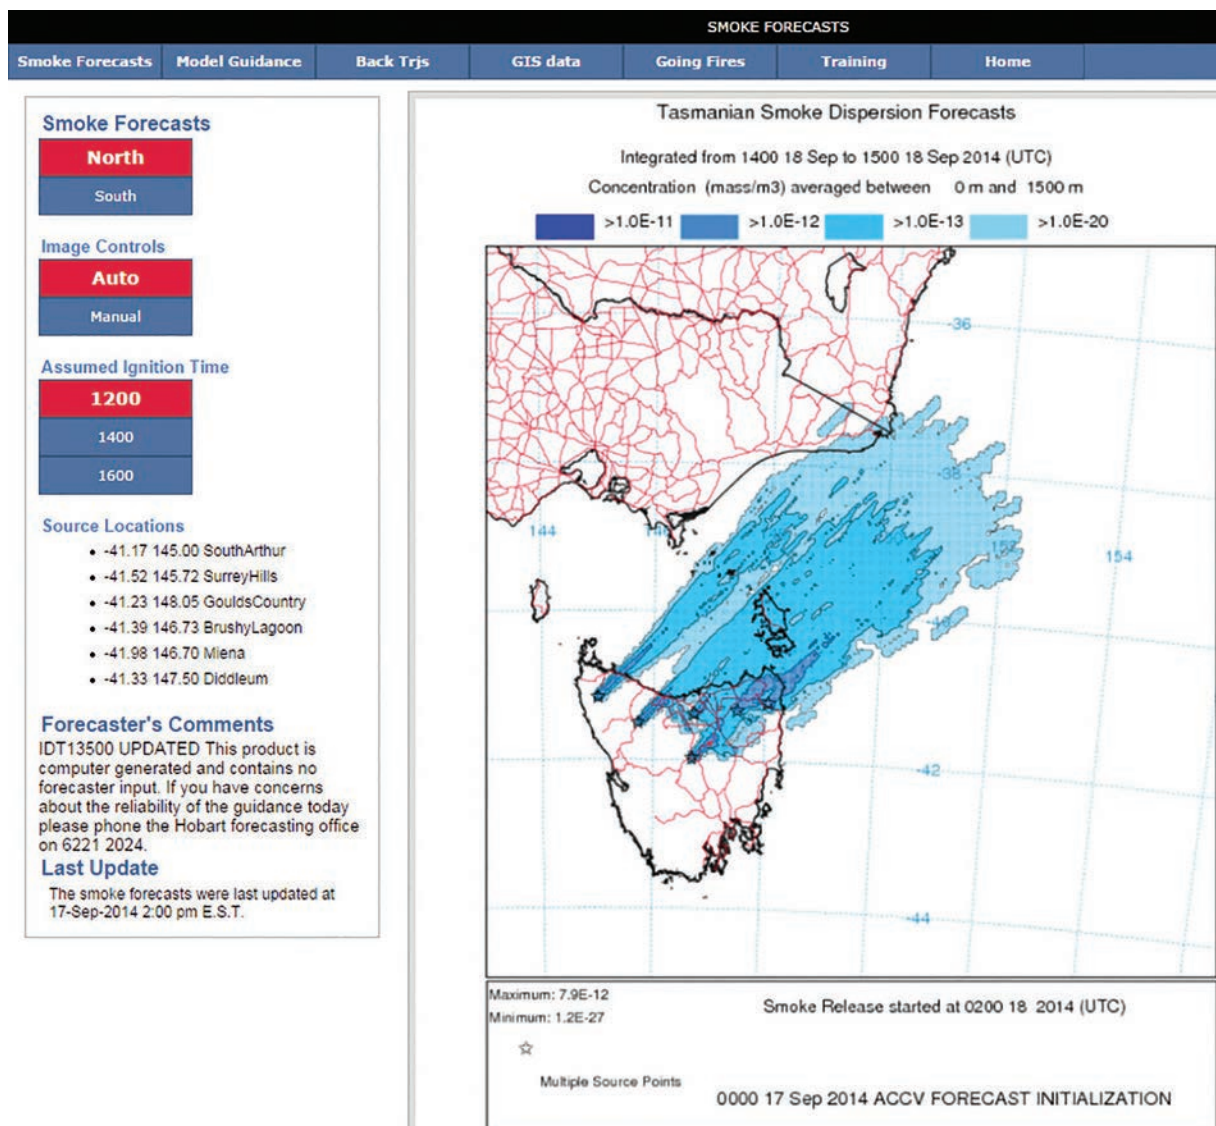 SMOKE FORECASTS
Smoke Forecasts Model Guidance Back Trjs GIS data Going Fires Training Home
Smoke Forecasts
North
South
Image Controls
Auto
Manual
Assumed Ignition Time
1200
1400
1600
Source Locations
-41.17 145.00 SouthArthur
-41.52 145.72 SurreyHills
-41.23 148.05 GouldsCountry
-41.39 146.73 BrushyLagoon
-41.98 146.70 Miena
-41.33 147.50 Diddleum
Forecaster's Comments
IDT13500 UPDATED This product is
computer generated and contains no
forecaster input. If you have concerns
about the reliability of the guidance today
please phone the Hobart forecasting office
on 6221 2024.
Last Update
The smoke forecasts were last updated at
17-Sep-2014 2:00 pm E.S.T.
Tasmanian Smoke Dispersion Forecasts
Integrated from 1400 18 Sep to 1500 18 Sep 2014 (UTC)
Concentration (mass/m3) averaged between 0 m and 1500 m
>1.0E-11 >1.0E-12 >1.0E-13 >1.0E-20
-36
-38
144
154
-40
-42
-44
Maximum: 7.9E-12
Minimum: 1.2E-27
Smoke Release started at 0200 18 2014 (UTC)
Multiple Source Points
0000 17 Sep 2014 ACCV FORECAST INITIALIZATION